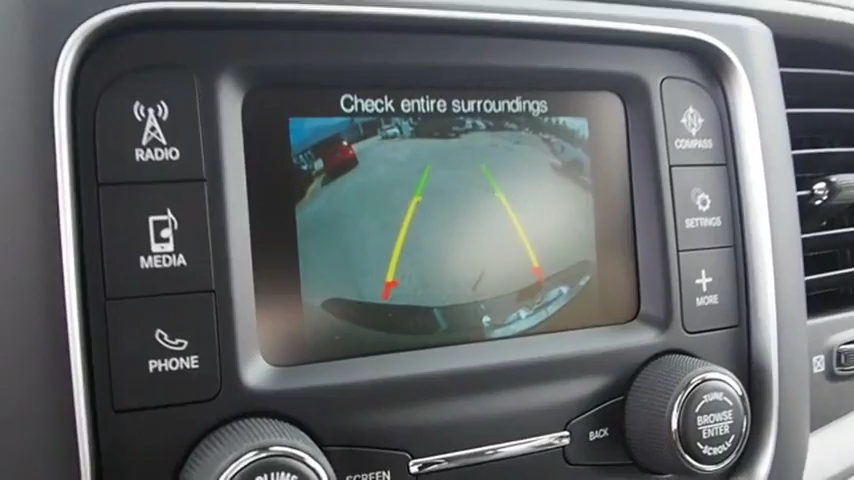 Check entire surroundings
RADIO
MEDIA
PHONE
N
COMPASS
SETTINGS
MORE
SCREEN
BACK
TUNE
BROWSE
ENTER
SCROLL